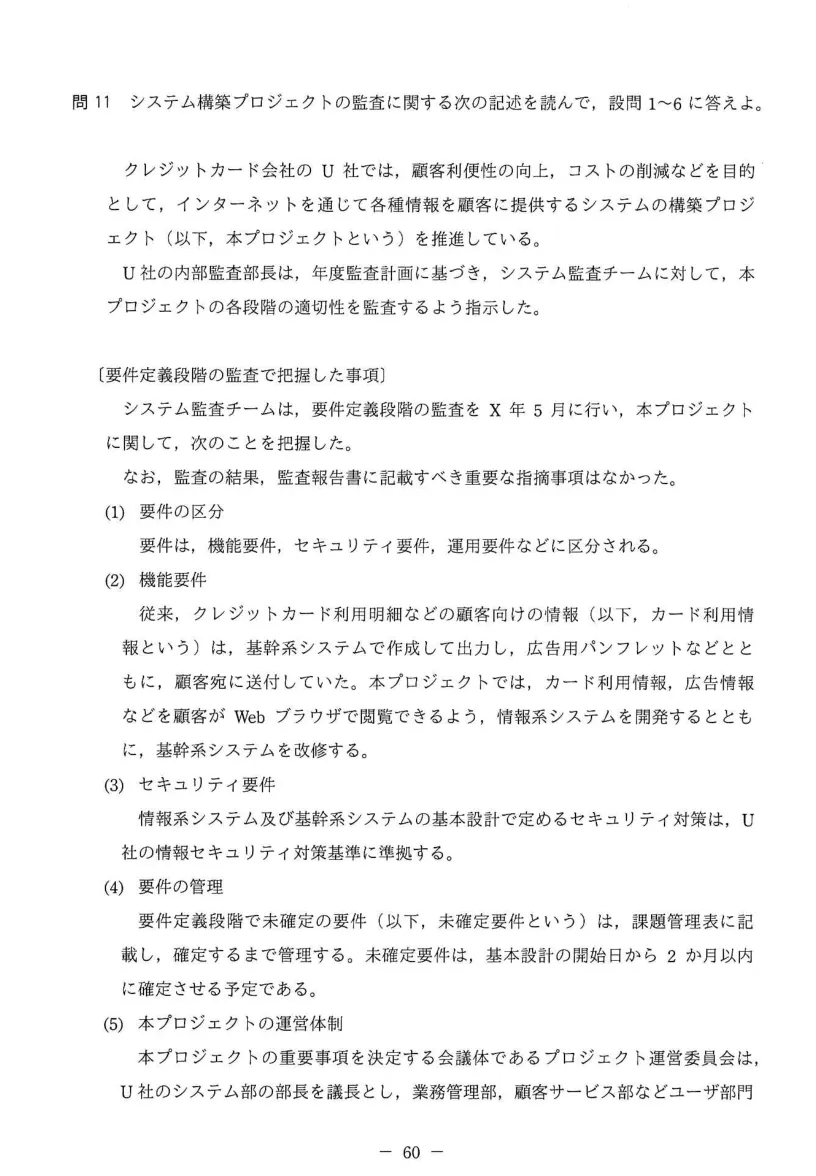 問 11 システム構築プロジェクトの監査に関する次の記述を読んで，設問 1～6 に答えよ。
クレジットカード会社の U 社では，顧客利便性の向上，コストの削減などを目的
として，インターネットを通じて各種情報を顧客に提供するシステムの構築プロジ
ェクト（以下，本プロジェクトという）を推進している。
U 社の内部監査部長は，年度監査計画に基づき，システム監査チームに対して，本
プロジェクトの各段階の適切性を監査するよう指示した。
〔要件定義段階の監査で把握した事項〕
システム監査チームは，要件定義段階の監査を X 年 5 月に行い，本プロジェクト
に関して，次のことを把握した。
なお，監査の結果，監査報告書に記載すべき重要な指摘事項はなかった。
(1) 要件の区分
要件は，機能要件，セキュリティ要件，運用要件などに区分される。
(2) 機能要件
従来，クレジットカード利用明細などの顧客向けの情報（以下，カード利用情
報という）は，基幹系システムで作成して出力し，広告用パンフレットなどとと
もに，顧客宛に送付していた。本プロジェクトでは，カード利用情報，広告情報
などを顧客が Web ブラウザで閲覧できるよう，情報系システムを開発するととも
に，基幹系システムを改修する。
(3) セキュリティ要件
情報系システム及び基幹系システムの基本設計で定めるセキュリティ対策は，U
社の情報セキュリティ対策基準に準拠する。
(4) 要件の管理
要件定義段階で未確定の要件（以下，未確定要件という）は，課題管理表に記
載し，確定するまで管理する。未確定要件は，基本設計の開始日から 2 か月以内
に確定させる予定である。
(5) 本プロジェクトの運営体制
本プロジェクトの重要事項を決定する会議体であるプロジェクト運営委員会は，
U 社のシステム部の部長を議長とし，業務管理部，顧客サービス部などユーザ部門
－ 60 －